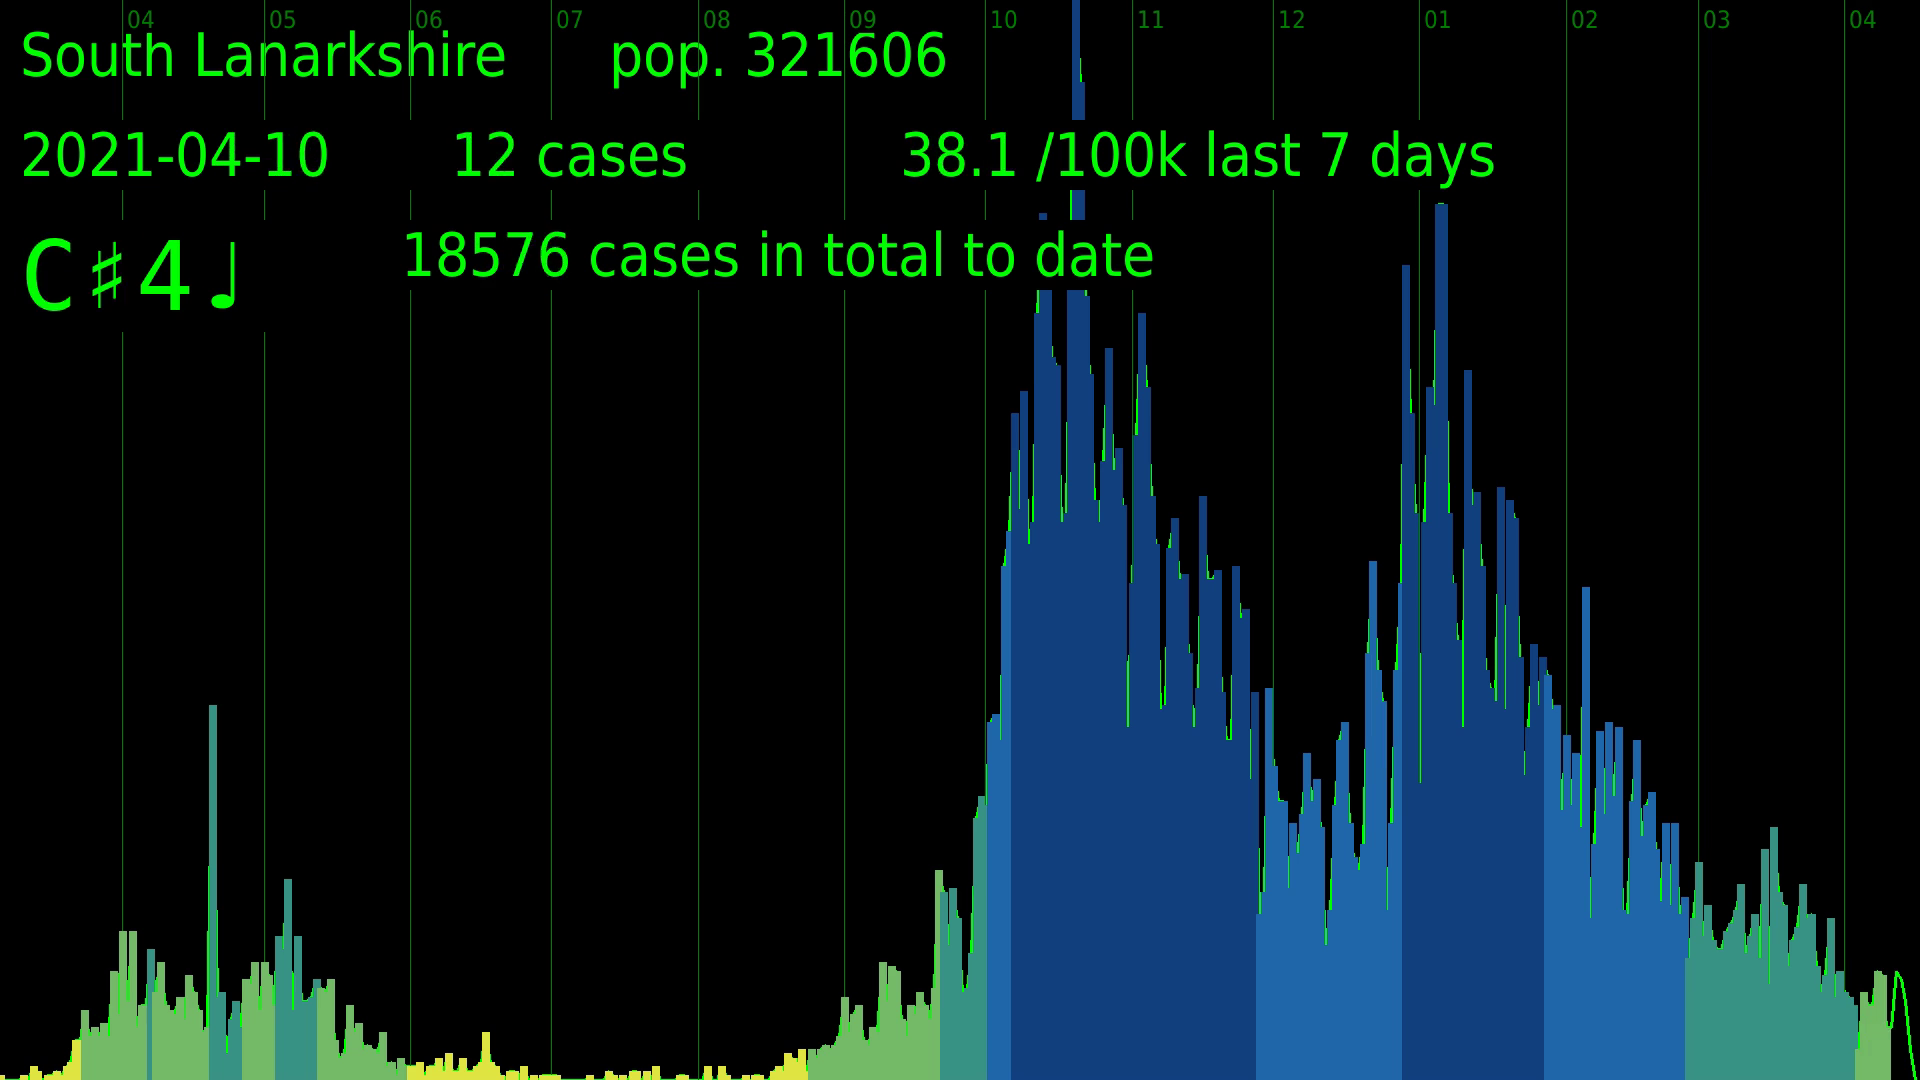 04 05 06 07 08 09 10 11 12 01 02 03 04
South Lanarkshire pop. 321606
2021-04-10 12 cases 38.1 /100k last 7 days
C♯4♩ 18576 cases in total to date